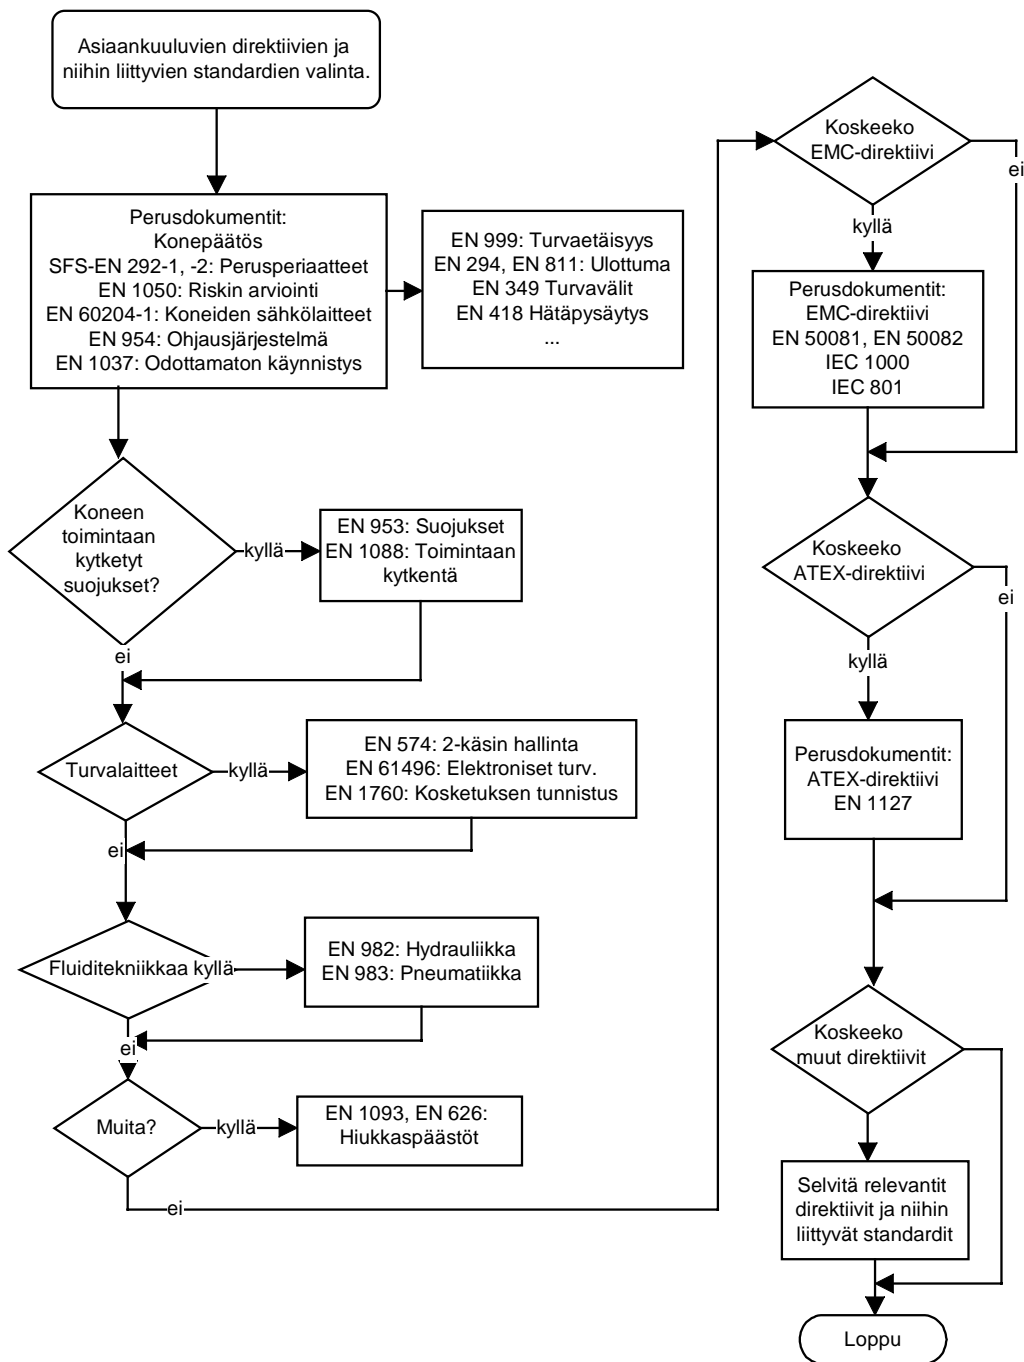 Asiaankuuluvien direktiivien ja
niihin liittyvien standardien valinta.
Perusdokumentit:
Konepäätös
SFS-EN 292-1, -2: Perusperiaatteet
EN 1050: Riskin arviointi
EN 60204-1: Koneiden sähkölaitteet
EN 954: Ohjausjärjestelmä
EN 1037: Odottamaton käynnistys
EN 999: Turvaetäisyys
EN 294, EN 811: Ulottuma
EN 349 Turvavälit
EN 418 Hätäpysäytys
...
Koneen
toimintaan
kytketyt
suojukset?
kyllä
EN 953: Suojukset
EN 1088: Toimintaan
kytkentä
ei
Turvalaitteet
kyllä
EN 574: 2-käsin hallinta
EN 61496: Elektroniset turv.
EN 1760: Kosketuksen tunnistus
ei
Fluiditekniikkaa kyllä
EN 982: Hydrauliikka
EN 983: Pneumatiikka
ei
Muita?
kyllä
EN 1093, EN 626:
Hiukkaspäästöt
ei
Koskeeko
EMC-direktiivi
ei
kyllä
Perusdokumentit:
EMC-direktiivi
EN 50081, EN 50082
IEC 1000
IEC 801
Koskeeko
ATEX-direktiivi
ei
kyllä
Perusdokumentit:
ATEX-direktiivi
EN 1127
Koskeeko
muut direktiivit
Selvitä relevantit
direktiivit ja niihin
liittyvät standardit
Loppu